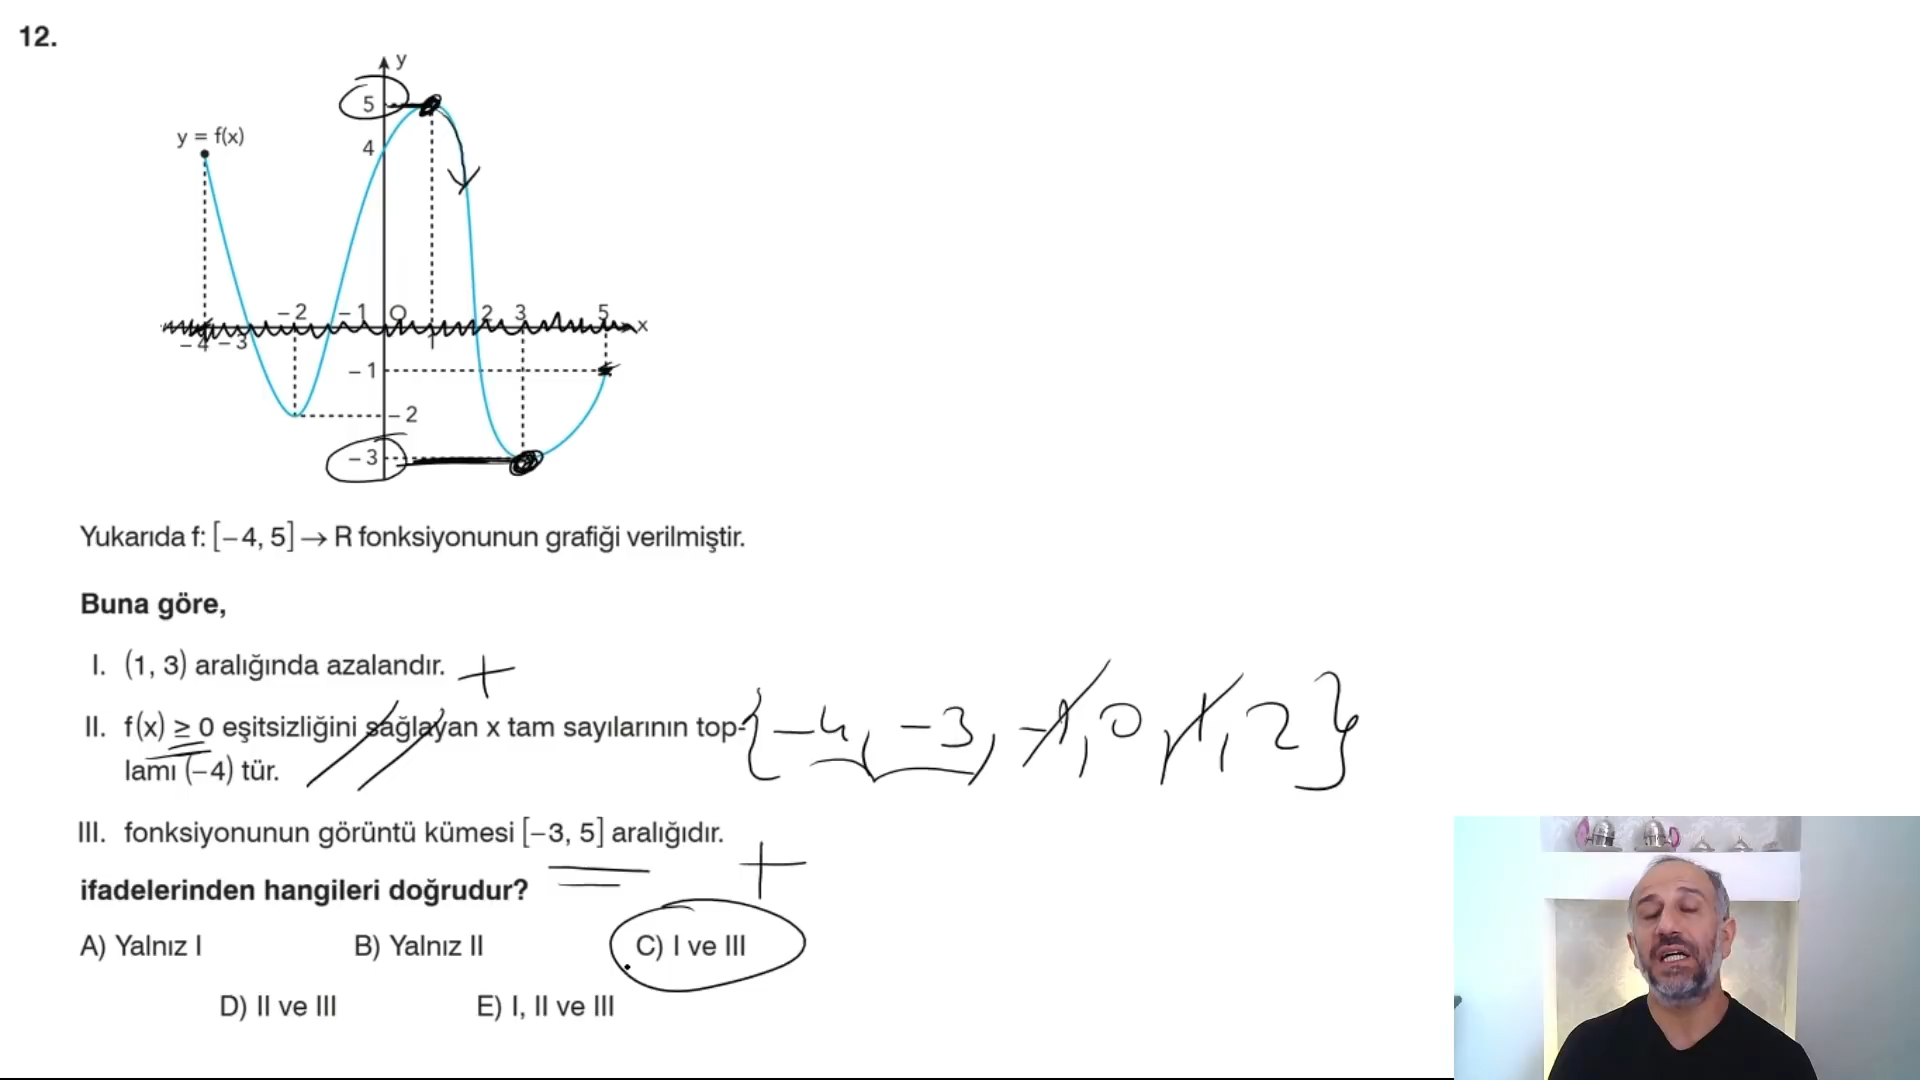 12.
y
5
y = f(x)
4
– 2 – 1 O 2 3 5 x
– 4 – 3 1
– 1
– 2
– 3
Yukarıda f: [– 4, 5] → R fonksiyonunun grafiği verilmiştir.
Buna göre,
I. (1, 3) aralığında azalandır. +
II. f(x) ≥ 0 eşitsizliğini sağlayan x tam sayılarının top- {–4, –3, –1, 0, 1, 2}
lamı (–4) tür.
III. fonksiyonunun görüntü kümesi [–3, 5] aralığıdır. +
ifadelerinden hangileri doğrudur?
A) Yalnız I B) Yalnız II C) I ve III
D) II ve III E) I, II ve III